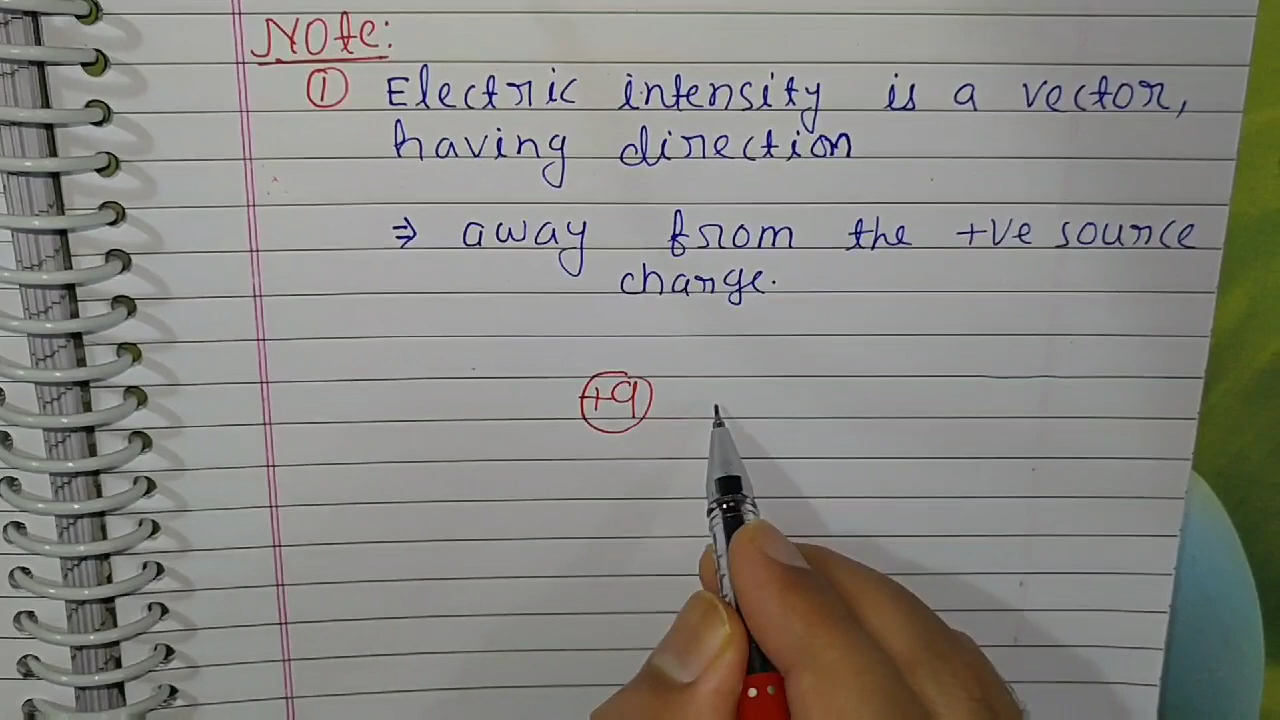 Note:
① Electric intensity is a vector,
having direction
⇒ away from the +ve source
charge.
+q